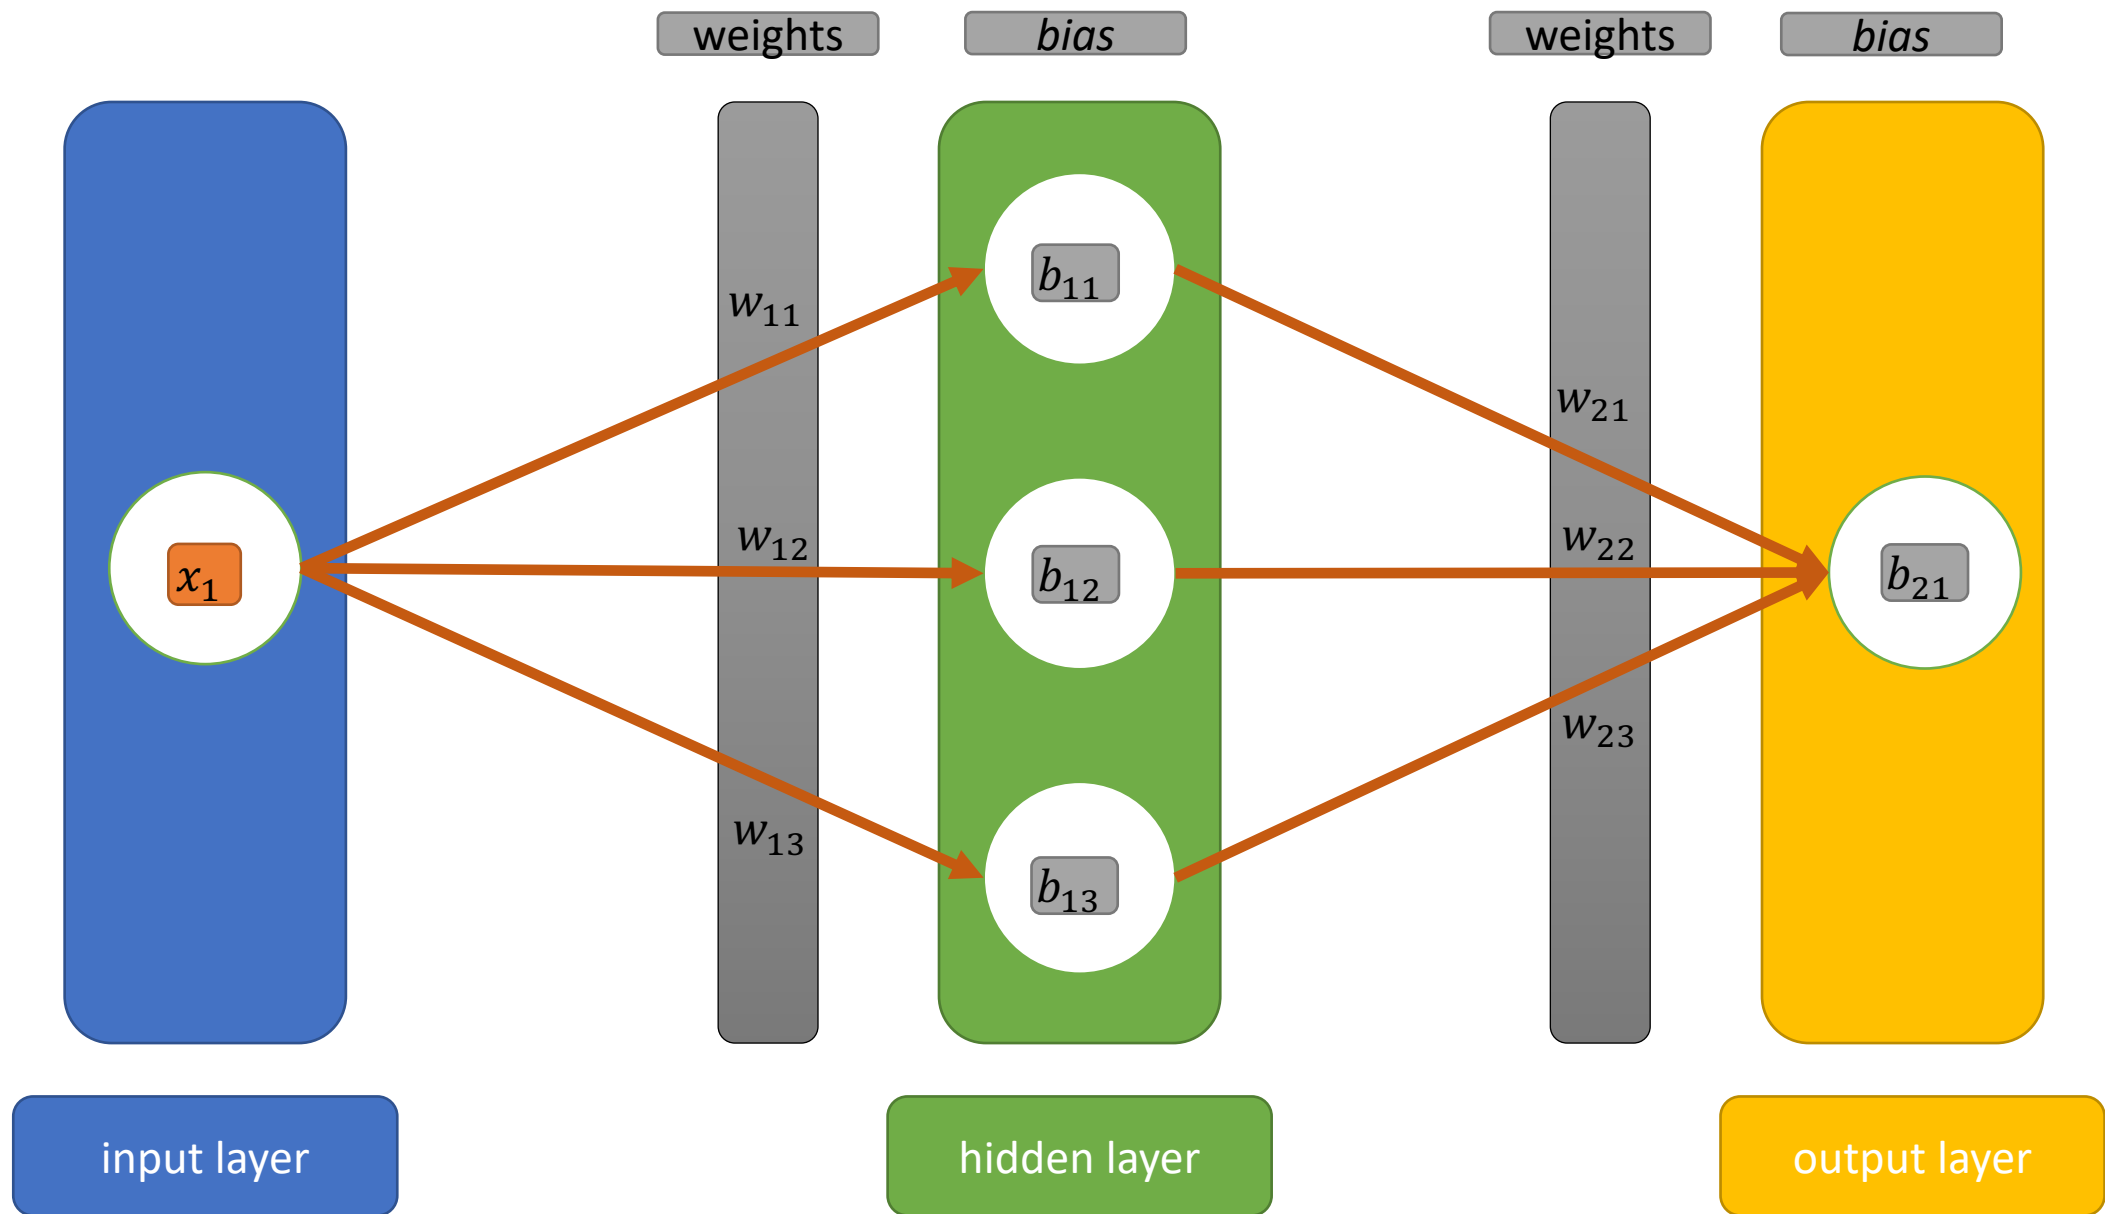 weights
bias
weights
bias
w₁₁
w₁₂
w₁₃
w₂₁
w₂₂
w₂₃
x₁
b₁₁
b₁₂
b₁₃
b₂₁
input layer
hidden layer
output layer